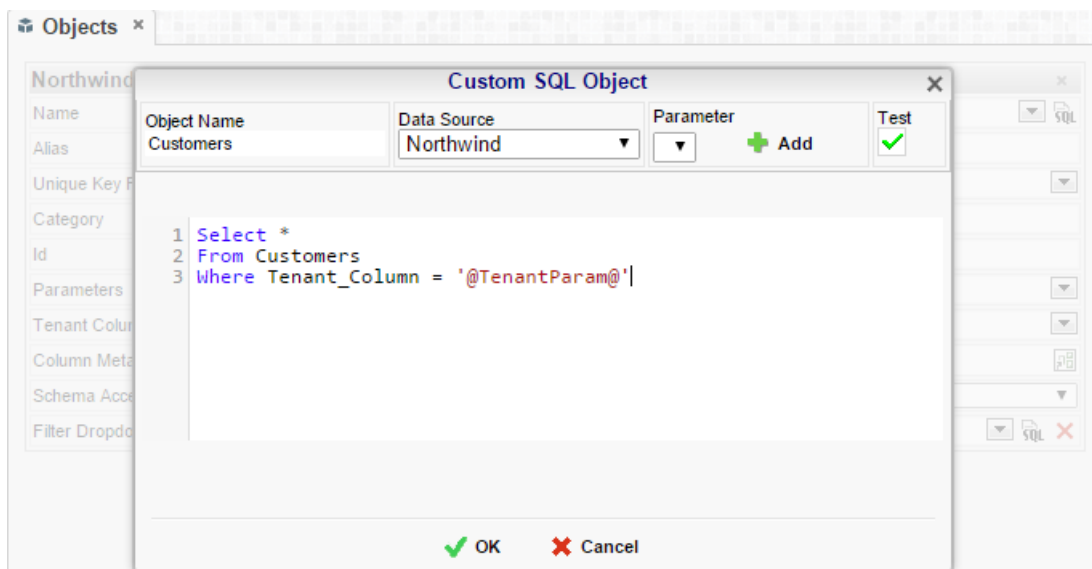 Objects ×
Northwind
Custom SQL Object
Name
SQL
Object Name
Customers
Data Source
Northwind
Parameter
Add
Test
Alias
Unique Key F
Category
Id
Parameters
Tenant Colu
Column Meta
Schema Acce
Filter Dropdo
SQL
1 Select *
2 From Customers
3 Where Tenant_Column = '@TenantParam@'
OK
Cancel